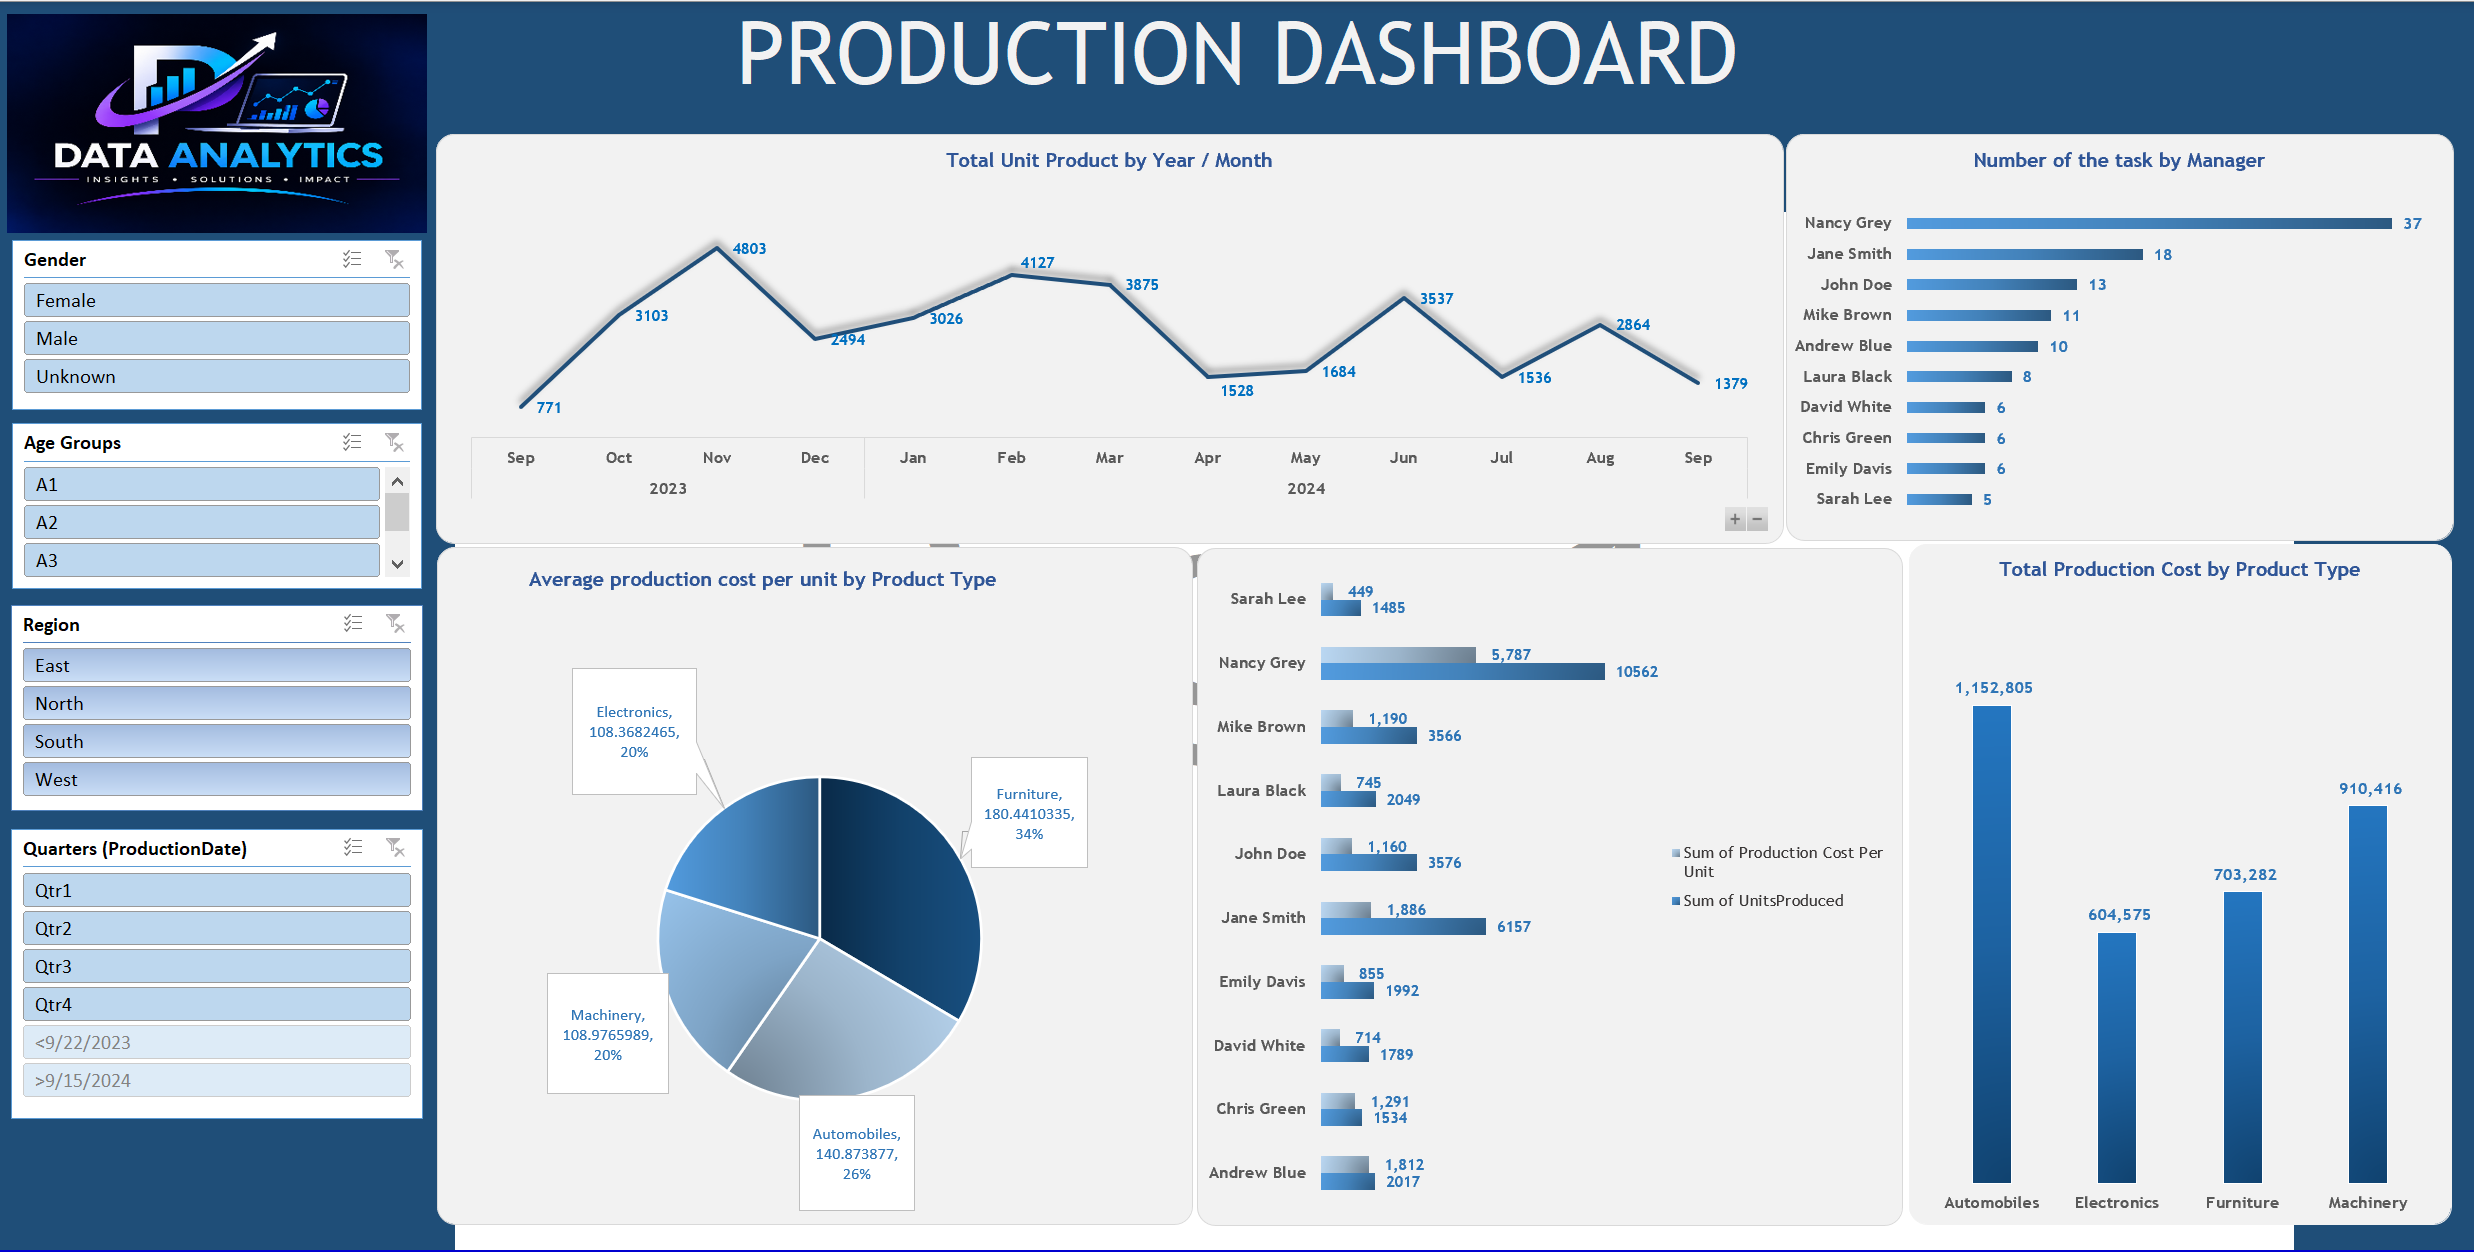 PRODUCTION DASHBOARD
DATA ANALYTICS
INSIGHTS • SOLUTIONS • IMPACT
Gender
Female
Male
Unknown
Age Groups
A1
A2
A3
Region
East
North
South
West
Quarters (ProductionDate)
Qtr1
Qtr2
Qtr3
Qtr4
<9/22/2023
>9/15/2024
Total Unit Product by Year / Month
771
3103
4803
2494
3026
4127
3875
1528
1684
3537
1536
2864
1379
Sep Oct Nov Dec Jan Feb Mar Apr May Jun Jul Aug Sep
2023 2024
+ −
Number of the task by Manager
Nancy Grey 37
Jane Smith 18
John Doe 13
Mike Brown 11
Andrew Blue 10
Laura Black 8
David White 6
Chris Green 6
Emily Davis 6
Sarah Lee 5
Average production cost per unit by Product Type
Electronics,
108.3682465,
20%
Furniture,
180.4410335,
34%
Machinery,
108.9765989,
20%
Automobiles,
140.873877,
26%
Sarah Lee
449
1485
Nancy Grey
5,787
10562
Mike Brown
1,190
3566
Laura Black
745
2049
John Doe
1,160
3576
Jane Smith
1,886
6157
Emily Davis
855
1992
David White
714
1789
Chris Green
1,291
1534
Andrew Blue
1,812
2017
Sum of Production Cost Per
Unit
Sum of UnitsProduced
Total Production Cost by Product Type
1,152,805
604,575
703,282
910,416
Automobiles Electronics Furniture Machinery